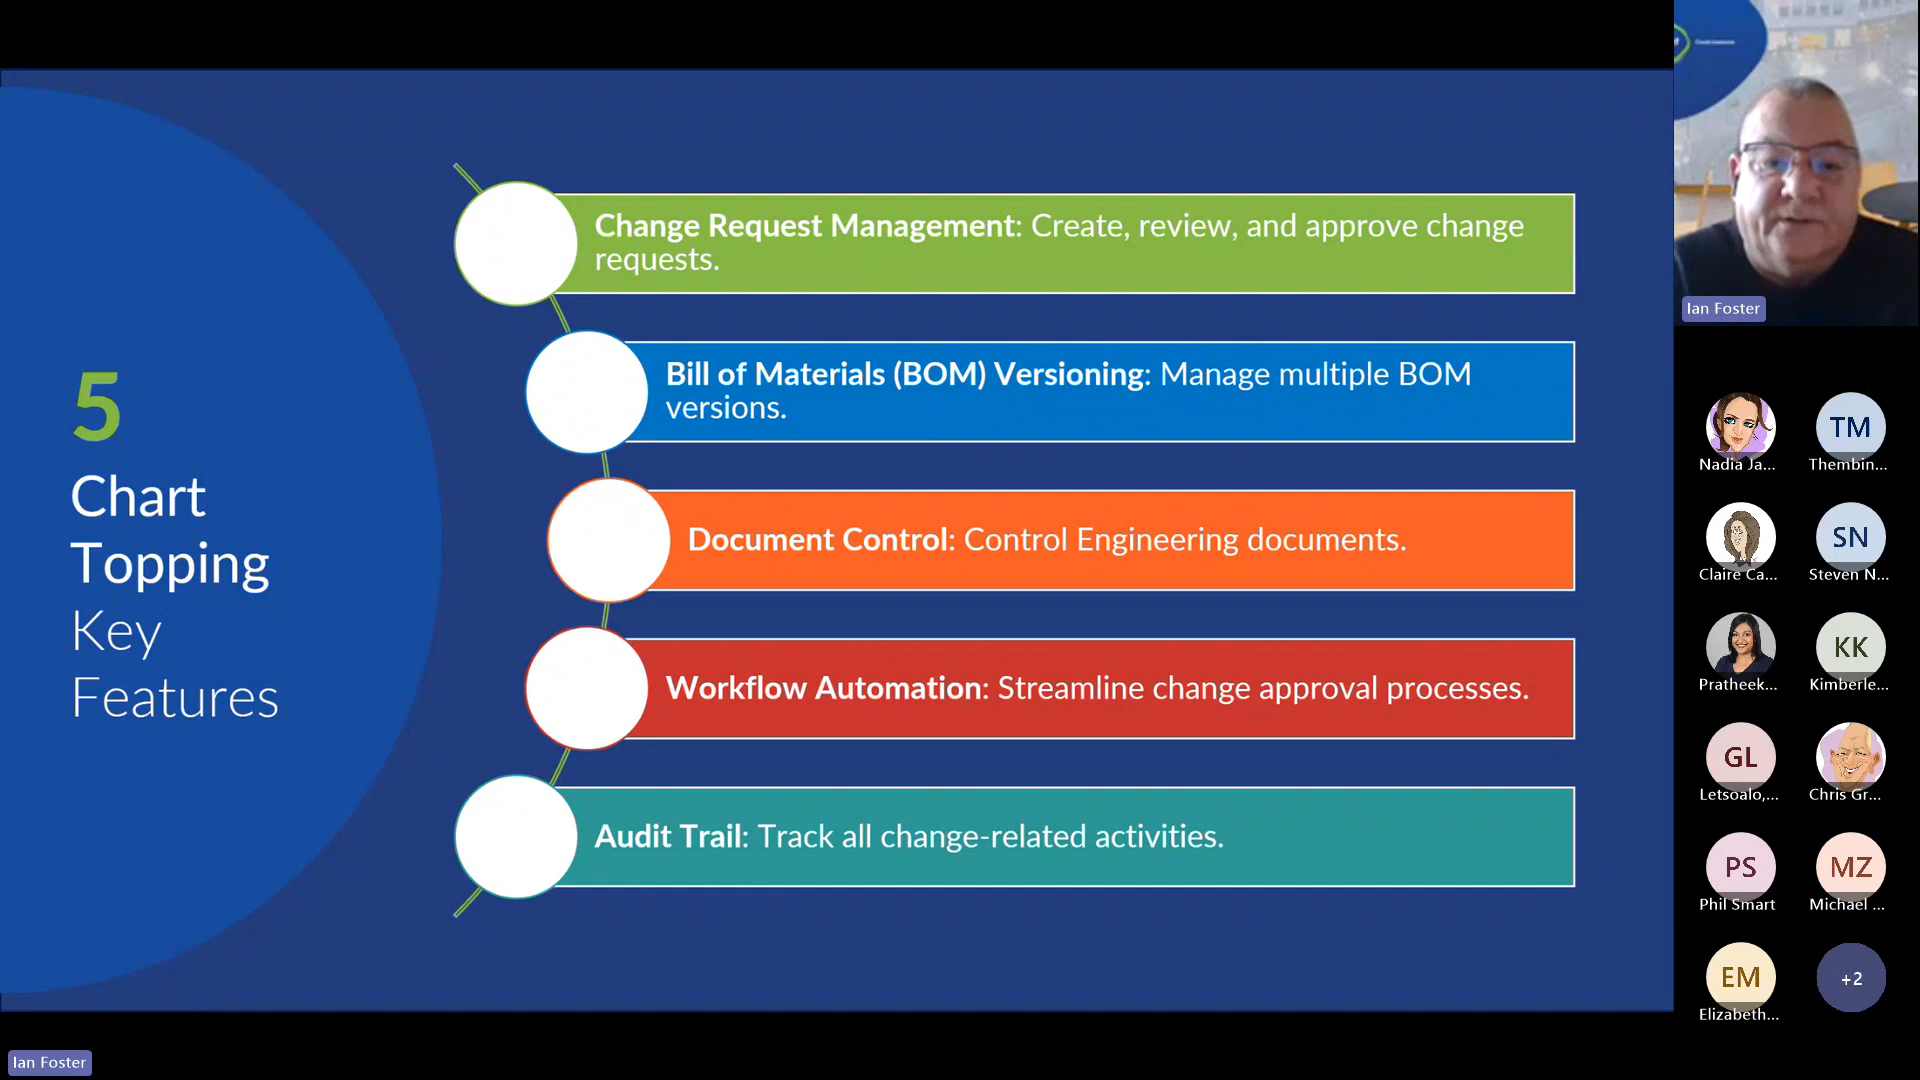 5
Chart
Topping
Key
Features
Change Request Management: Create, review, and approve change
requests.
Bill of Materials (BOM) Versioning: Manage multiple BOM
versions.
Document Control: Control Engineering documents.
Workflow Automation: Streamline change approval processes.
Audit Trail: Track all change-related activities.
Ian Foster
Nadia Ja...
TM
Thembin...
Claire Ca...
SN
Steven N...
Pratheek...
KK
Kimberle...
GL
Letsoalo,...
Chris Gr...
PS
Phil Smart
MZ
Michael ...
EM
Elizabeth...
+2
Ian Foster